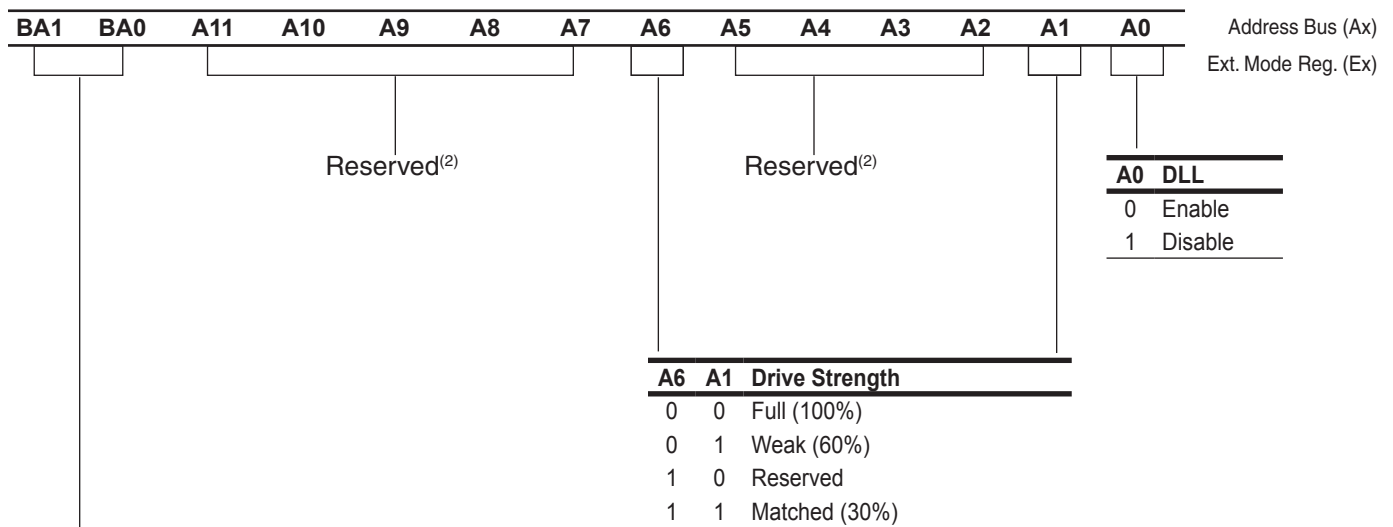 BA1 BA0 A11 A10 A9 A8 A7 A6 A5 A4 A3 A2 A1 A0 Address Bus (Ax)
Ext. Mode Reg. (Ex)
Reserved(2) Reserved(2)
A0 DLL
0 Enable
1 Disable
A6 A1 Drive Strength
0 0 Full (100%)
0 1 Weak (60%)
1 0 Reserved
1 1 Matched (30%)